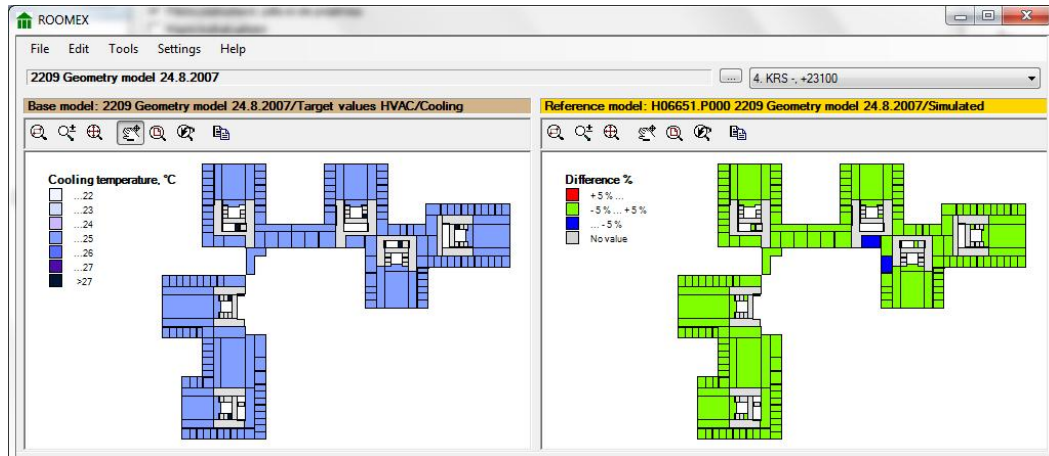 ROOMEX
File Edit Tools Settings Help
2209 Geometry model 24.8.2007
... 4. KRS -, +23100
Base model: 2209 Geometry model 24.8.2007/Target values HVAC/Cooling
Reference model: H06651.P000 2209 Geometry model 24.8.2007/Simulated
Cooling temperature, °C
...22
...23
...24
...25
...26
...27
>27
Difference %
+5 % ...
-5 % ... +5 %
... -5 %
No value